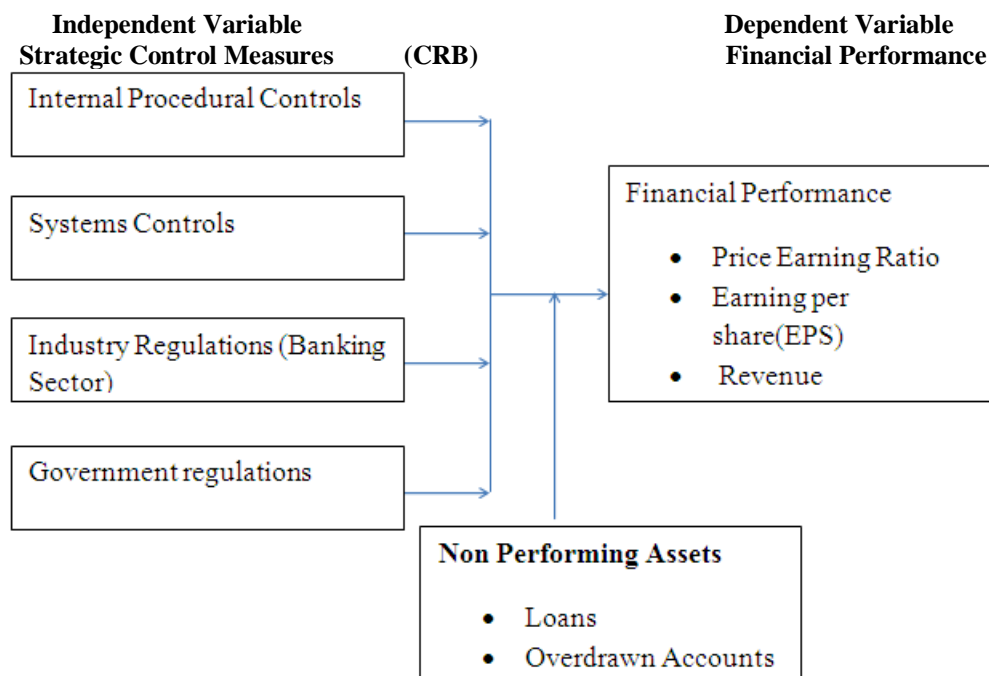 Independent Variable
Dependent Variable
Strategic Control Measures (CRB)
Financial Performance
Internal Procedural Controls
Systems Controls
Industry Regulations (Banking
Sector)
Government regulations
Financial Performance
• Price Earning Ratio
• Earning per
share(EPS)
• Revenue
Non Performing Assets
• Loans
• Overdrawn Accounts